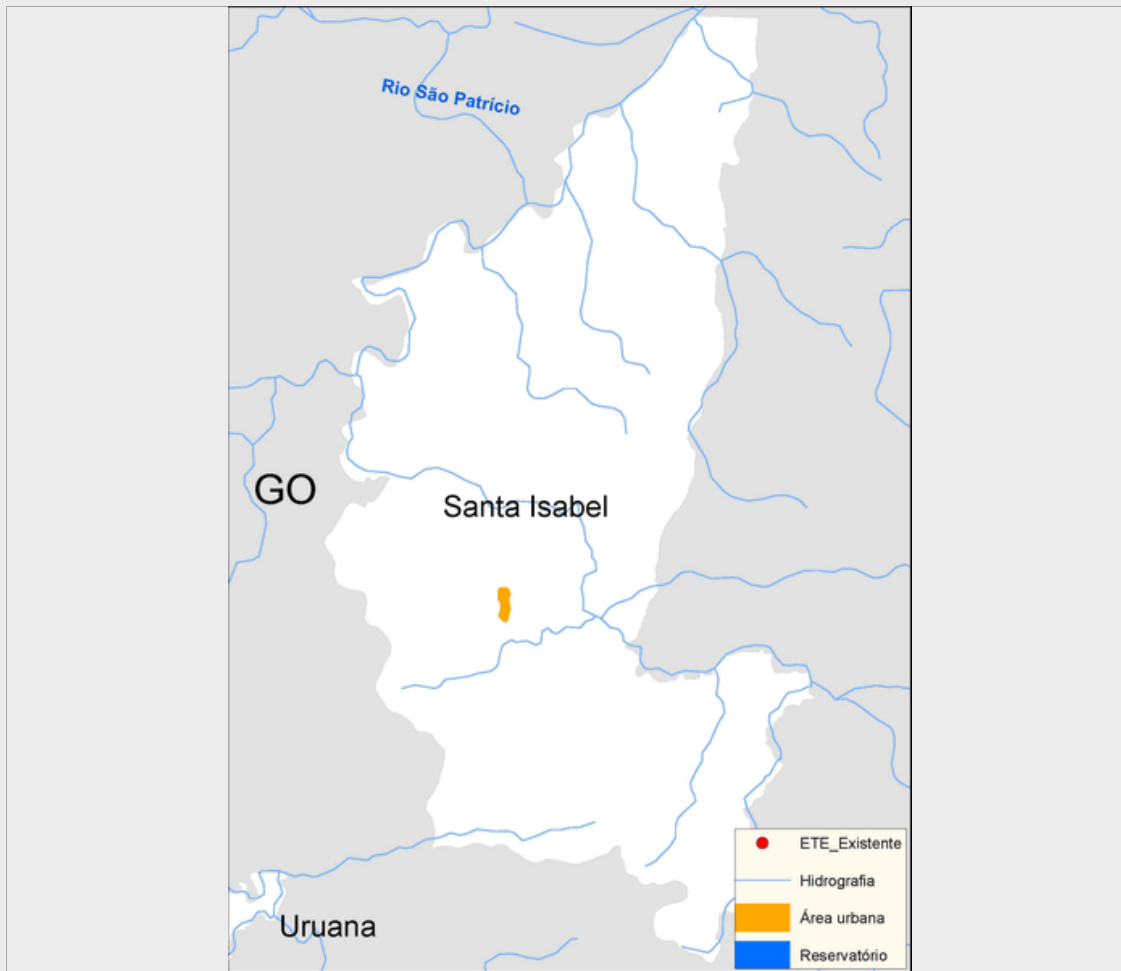 Rio São Patrício
GO
Santa Isabel
Uruana
ETE_Existente
Hidrografia
Área urbana
Reservatório